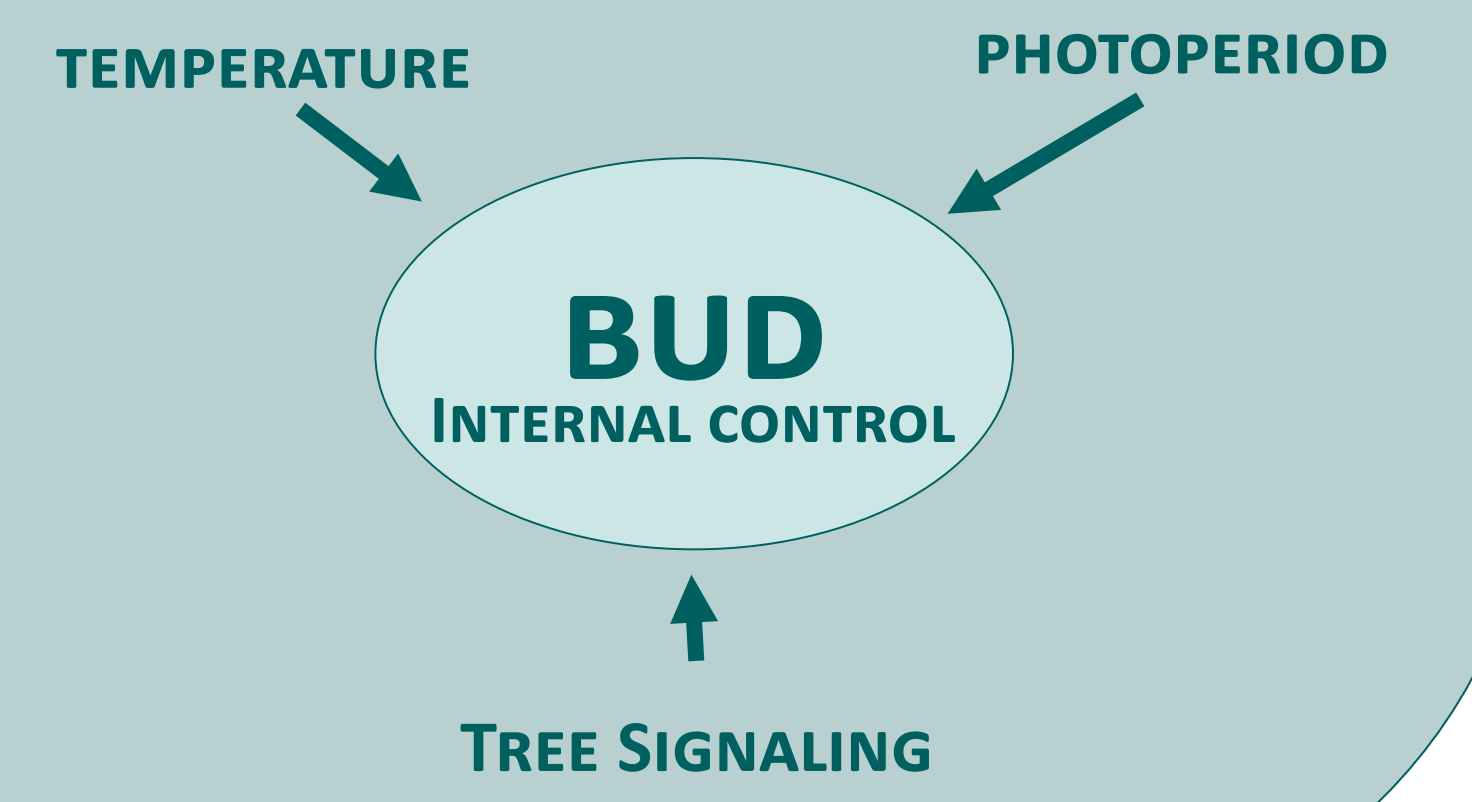 TEMPERATURE
PHOTOPERIOD
BUD
INTERNAL CONTROL
TREE SIGNALING